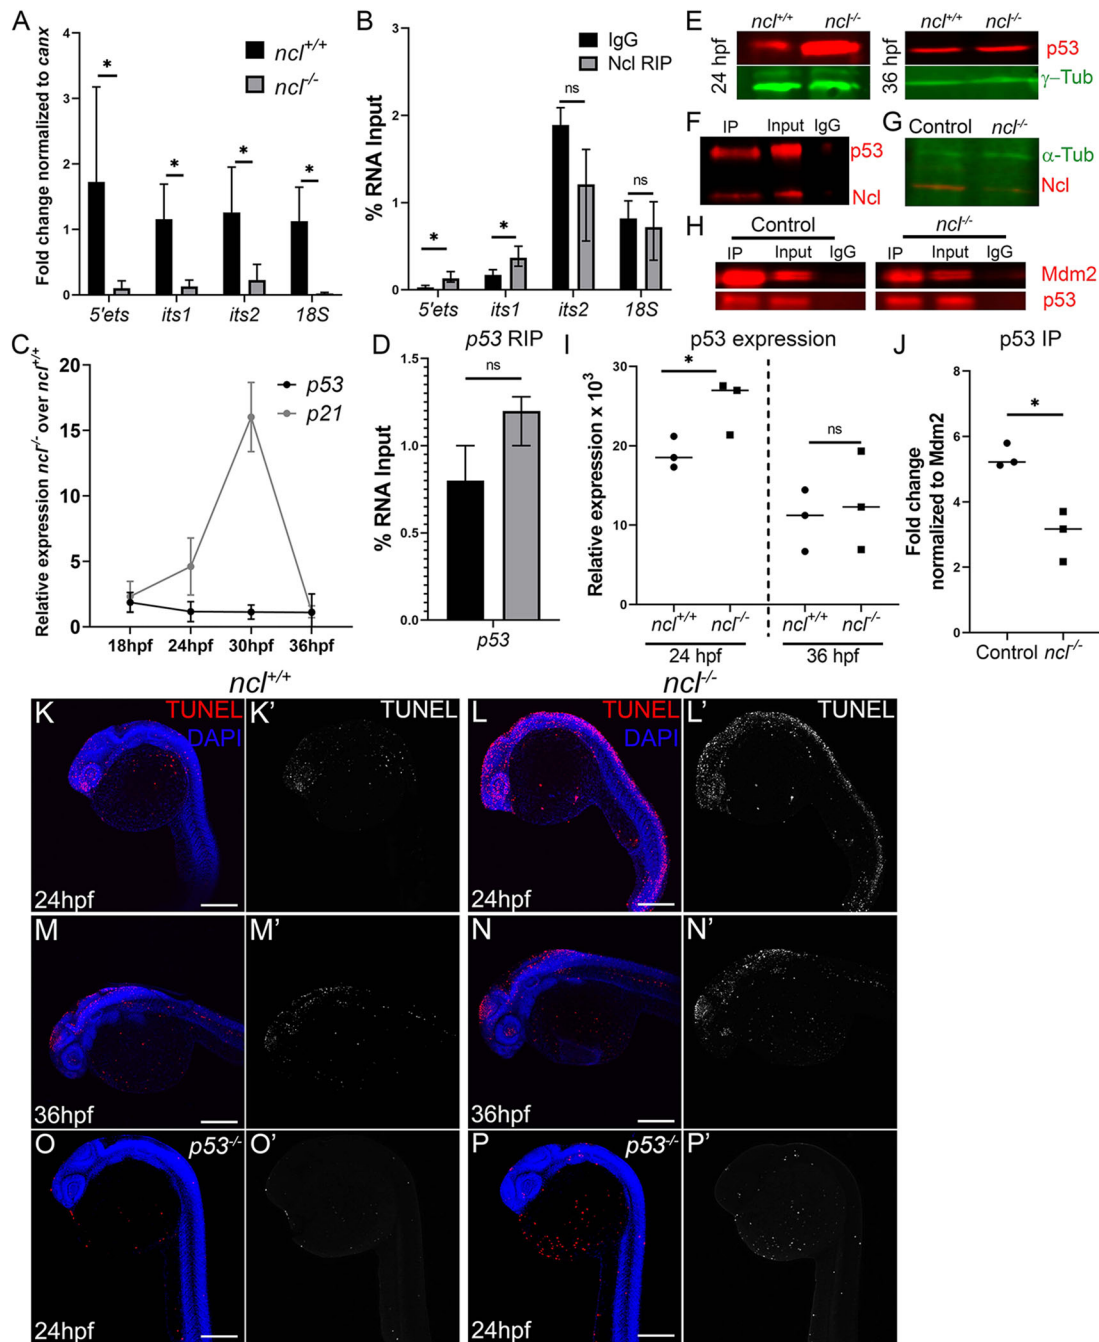 A
Fold change normalized to canx
4
3
2
1
0
*
*
*
*
ncl+/+
ncl-/-
5'ets
its1
its2
18S
B
% RNA Input
3
2
1
0
IgG
Ncl RIP
*
*
ns
ns
5'ets
its1
its2
18S
E
ncl+/+
ncl-/-
ncl+/+
ncl-/-
24 hpf
36 hpf
p53
γ-Tub
F
IP
Input
IgG
p53
Ncl
G
Control
ncl-/-
α-Tub
Ncl
H
Control
ncl-/-
IP
Input
IgG
IP
Input
IgG
Mdm2
p53
C
Relative expression ncl-/- over ncl+/+
20
15
10
5
0
p53
p21
18hpf
24hpf
30hpf
36hpf
D
p53 RIP
% RNA Input
1.5
1.0
0.5
0.0
ns
p53
I
p53 expression
Relative expression x 10³
30
20
10
0
*
ns
ncl+/+
ncl-/-
ncl+/+
ncl-/-
24 hpf
36 hpf
J
p53 IP
Fold change
normalized to Mdm2
8
6
4
2
0
*
Control
ncl-/-
ncl+/+
ncl-/-
K
TUNEL
DAPI
24hpf
K'
TUNEL
L
TUNEL
DAPI
24hpf
L'
TUNEL
M
36hpf
M'
N
36hpf
N'
O
p53-/-
24hpf
O'
P
p53-/-
24hpf
P'